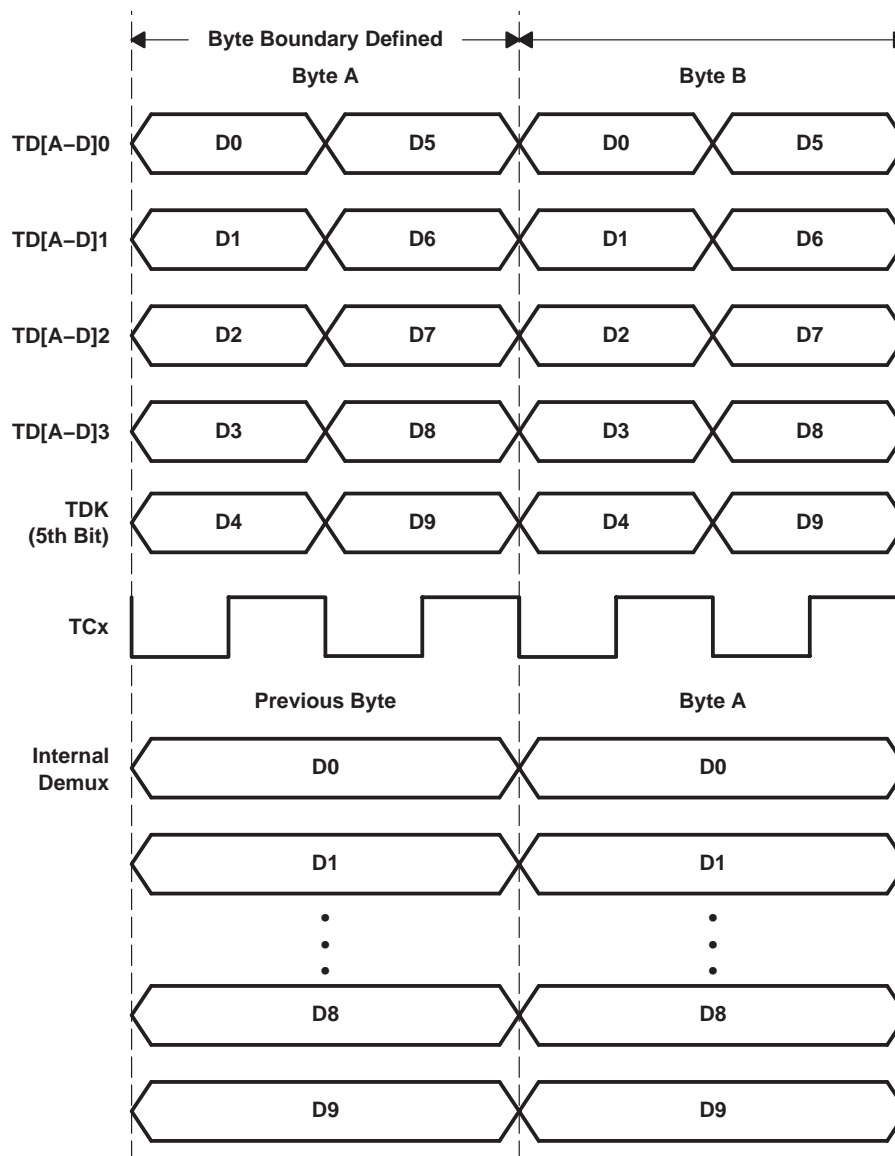 Byte Boundary Defined
Byte A Byte B
TD[A–D]0 D0 D5 D0 D5
TD[A–D]1 D1 D6 D1 D6
TD[A–D]2 D2 D7 D2 D7
TD[A–D]3 D3 D8 D3 D8
TDK
(5th Bit) D4 D9 D4 D9
TCx
Previous Byte Byte A
Internal
Demux D0 D0
D1 D1
D8 D8
D9 D9